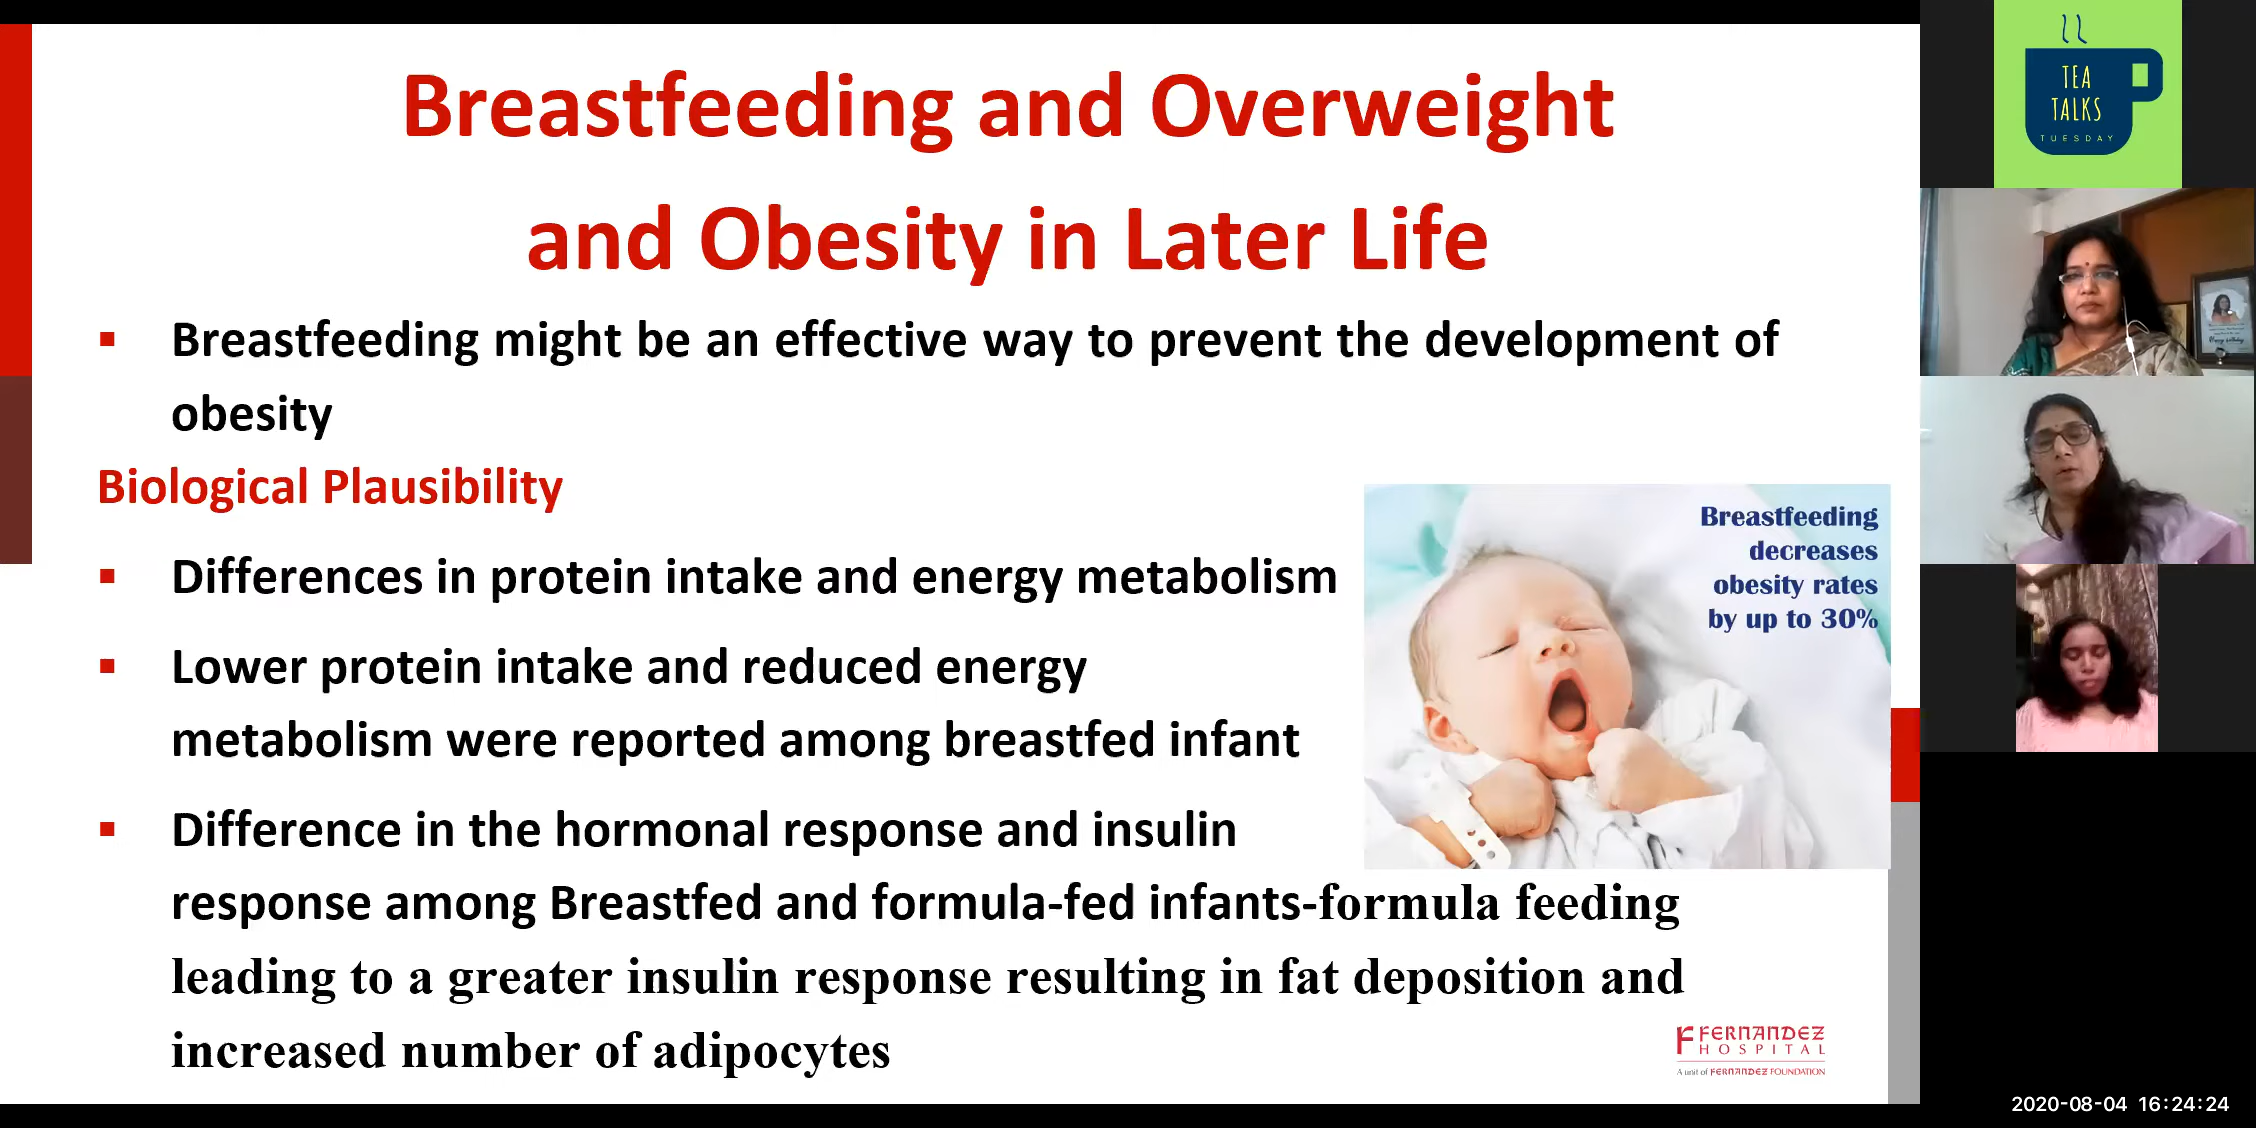 Breastfeeding and Overweight
and Obesity in Later Life
▪ Breastfeeding might be an effective way to prevent the development of
obesity
Biological Plausibility
▪ Differences in protein intake and energy metabolism
▪ Lower protein intake and reduced energy
metabolism were reported among breastfed infant
▪ Difference in the hormonal response and insulin
response among Breastfed and formula-fed infants-formula feeding
leading to a greater insulin response resulting in fat deposition and
increased number of adipocytes
Breastfeeding
decreases
obesity rates
by up to 30%
FERNANDEZ
HOSPITAL
A unit of FERNANDEZ FOUNDATION
TEA
TALKS
TUESDAY
2020-08-04 16:24:24